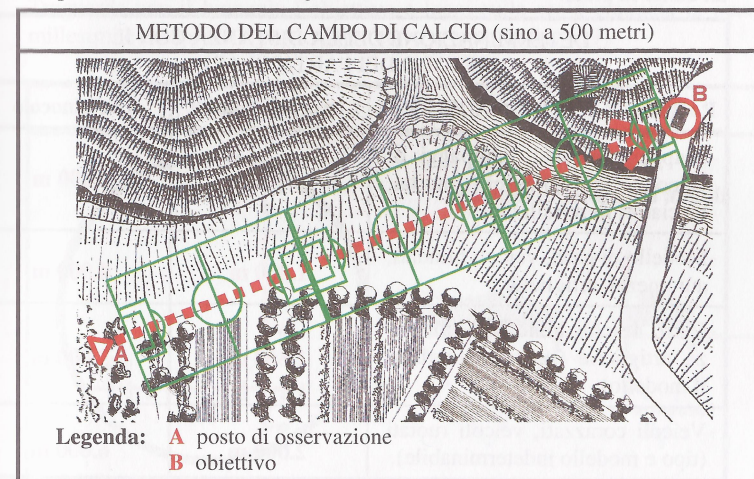 METODO DEL CAMPO DI CALCIO (sino a 500 metri)
B
A
Legenda: A posto di osservazione
B obiettivo